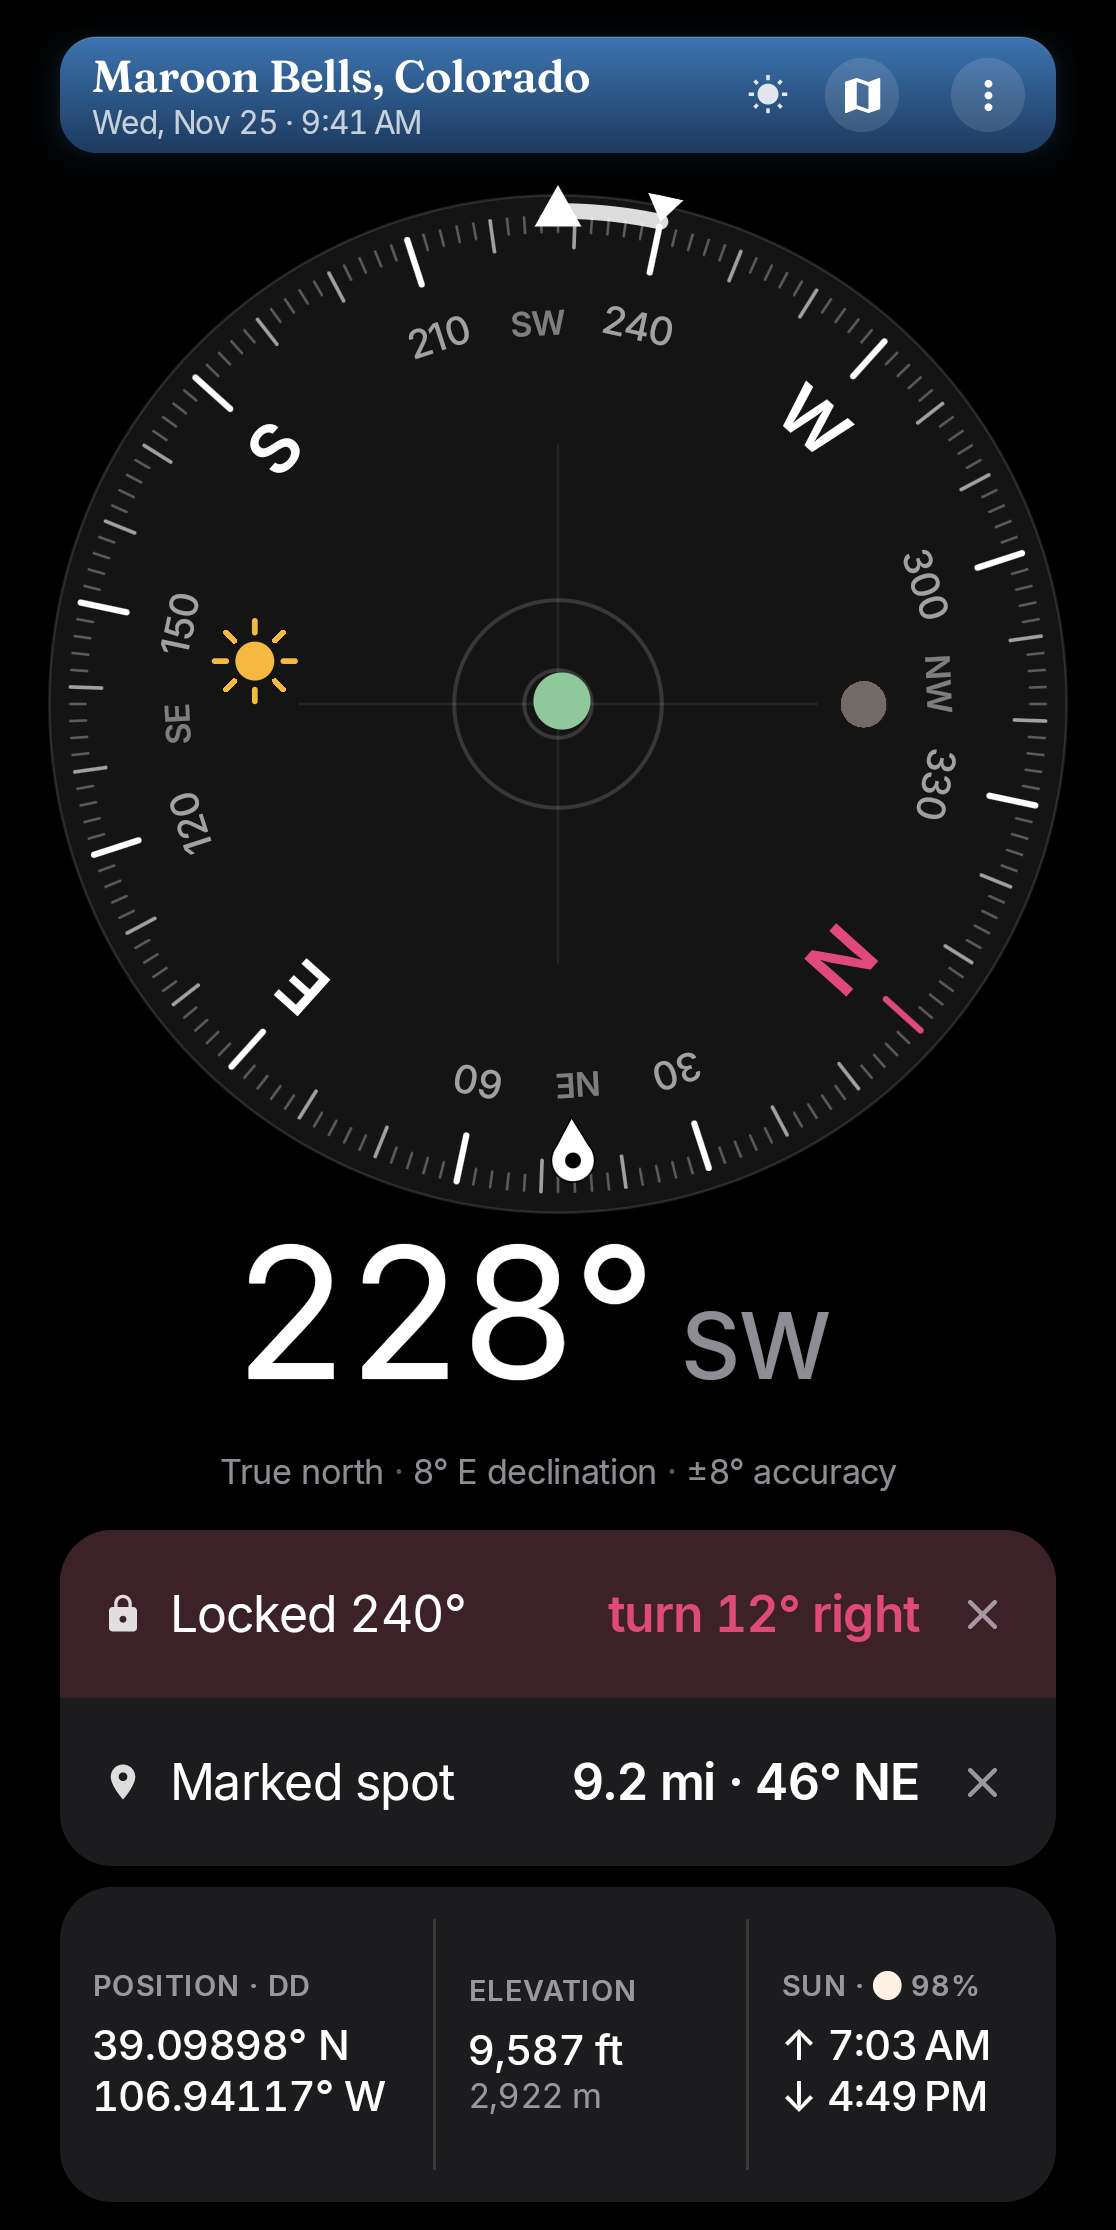 Maroon Bells, Colorado
Wed, Nov 25 · 9:41 AM
210 SW 240
S W
150 300
SE NW
120 330
E N
60 NE 30
228° SW
True north · 8° E declination · ±8° accuracy
Locked 240° turn 12° right
Marked spot 9.2 mi · 46° NE
POSITION · DD
39.09898° N
106.94117° W
ELEVATION
9,587 ft
2,922 m
SUN · 98%
↑ 7:03 AM
↓ 4:49 PM